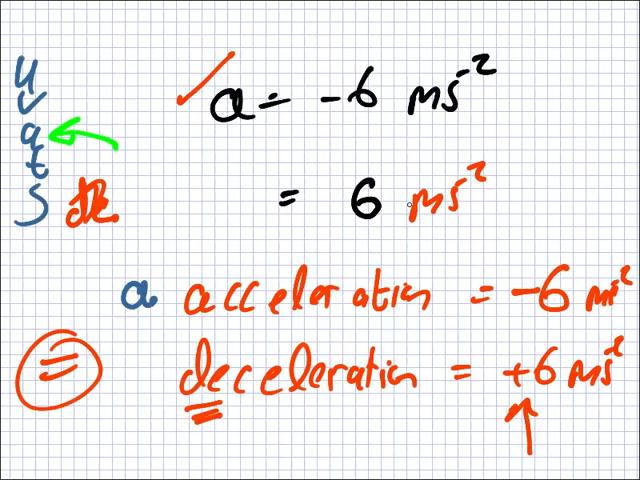 u
v
a
t
s
a = -6 ms⁻²
= 6 ms⁻²
a acceleration = -6 ms⁻²
= deceleration = +6 ms⁻²